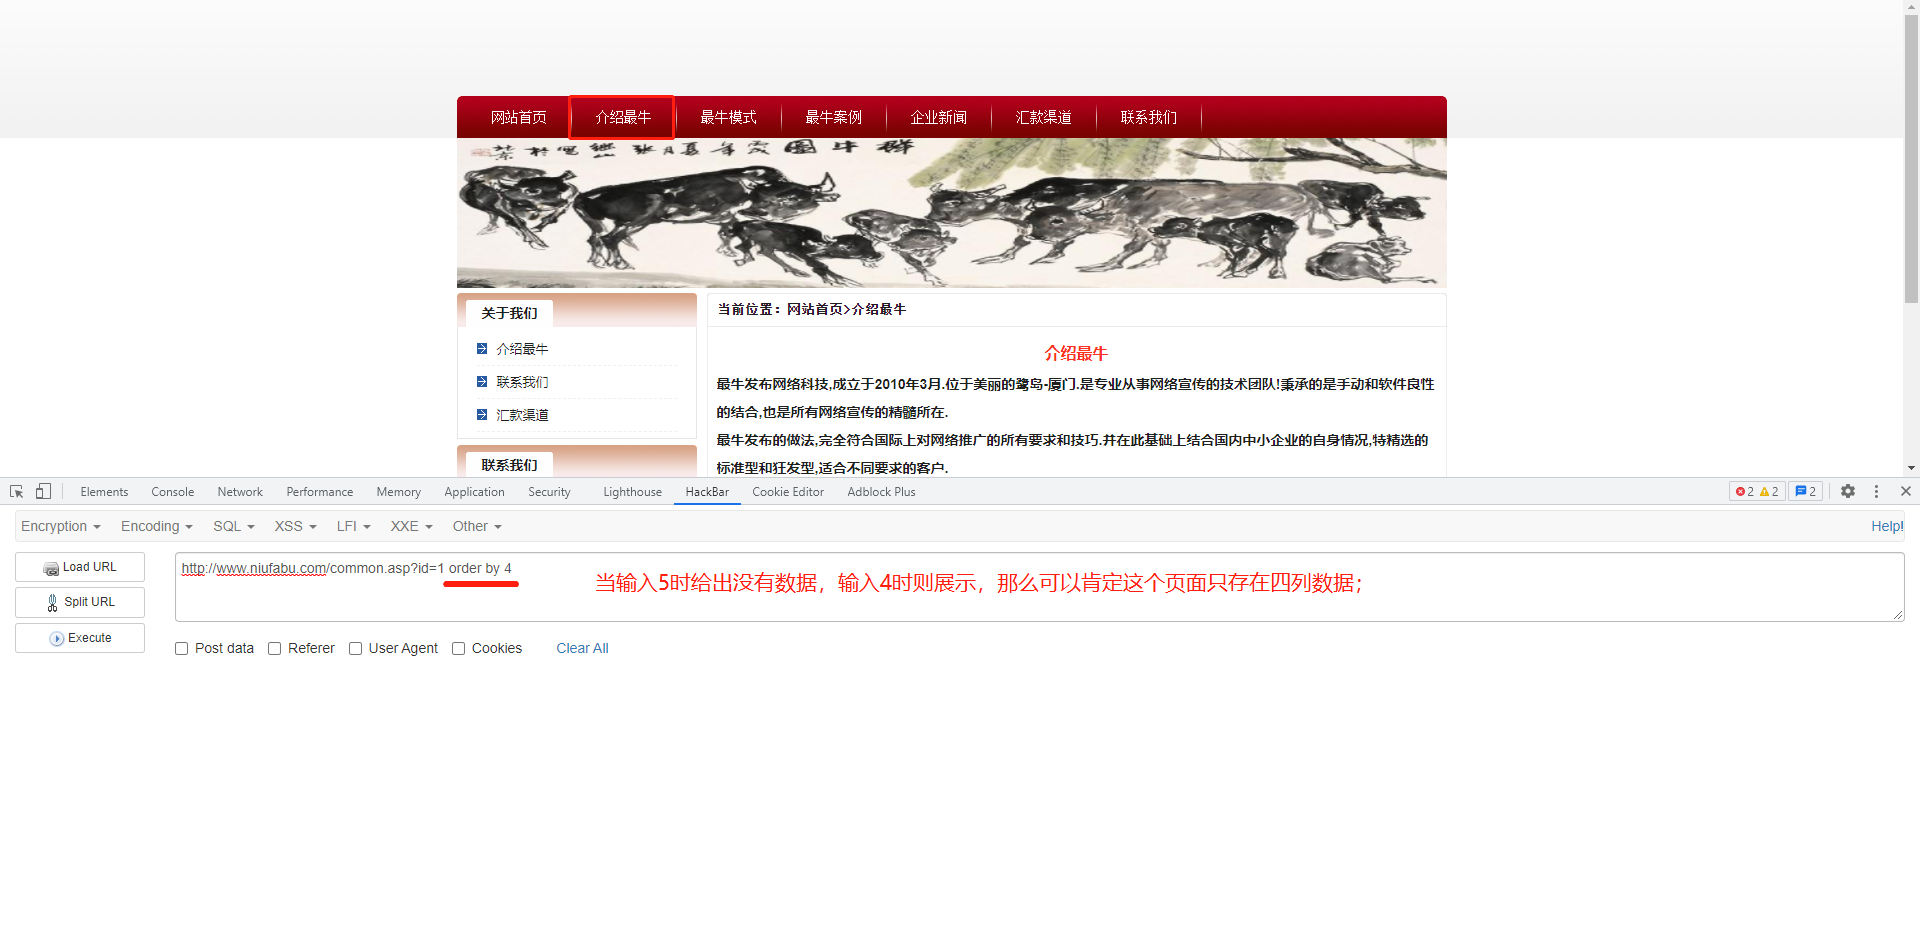 网站首页 介绍最牛 最牛模式 最牛案例 企业新闻 汇款渠道 联系我们
关于我们
介绍最牛
联系我们
汇款渠道
联系我们
当前位置：网站首页>介绍最牛
介绍最牛
最牛发布网络科技,成立于2010年3月.位于美丽的鹭岛-厦门.是专业从事网络宣传的技术团队!秉承的是手动和软件良性
的结合,也是所有网络宣传的精髓所在.
最牛发布的做法,完全符合国际上对网络推广的所有要求和技巧.并在此基础上结合国内中小企业的自身情况,特精选的
标准型和狂发型,适合不同要求的客户.
Elements Console Network Performance Memory Application Security Lighthouse HackBar Cookie Editor Adblock Plus 2 2 2
Encryption Encoding SQL XSS LFI XXE Other Help!
Load URL
Split URL
Execute
http://www.niufabu.com/common.asp?id=1 order by 4
当输入5时给出没有数据，输入4时则展示，那么可以肯定这个页面只存在四列数据；
Post data Referer User Agent Cookies Clear All